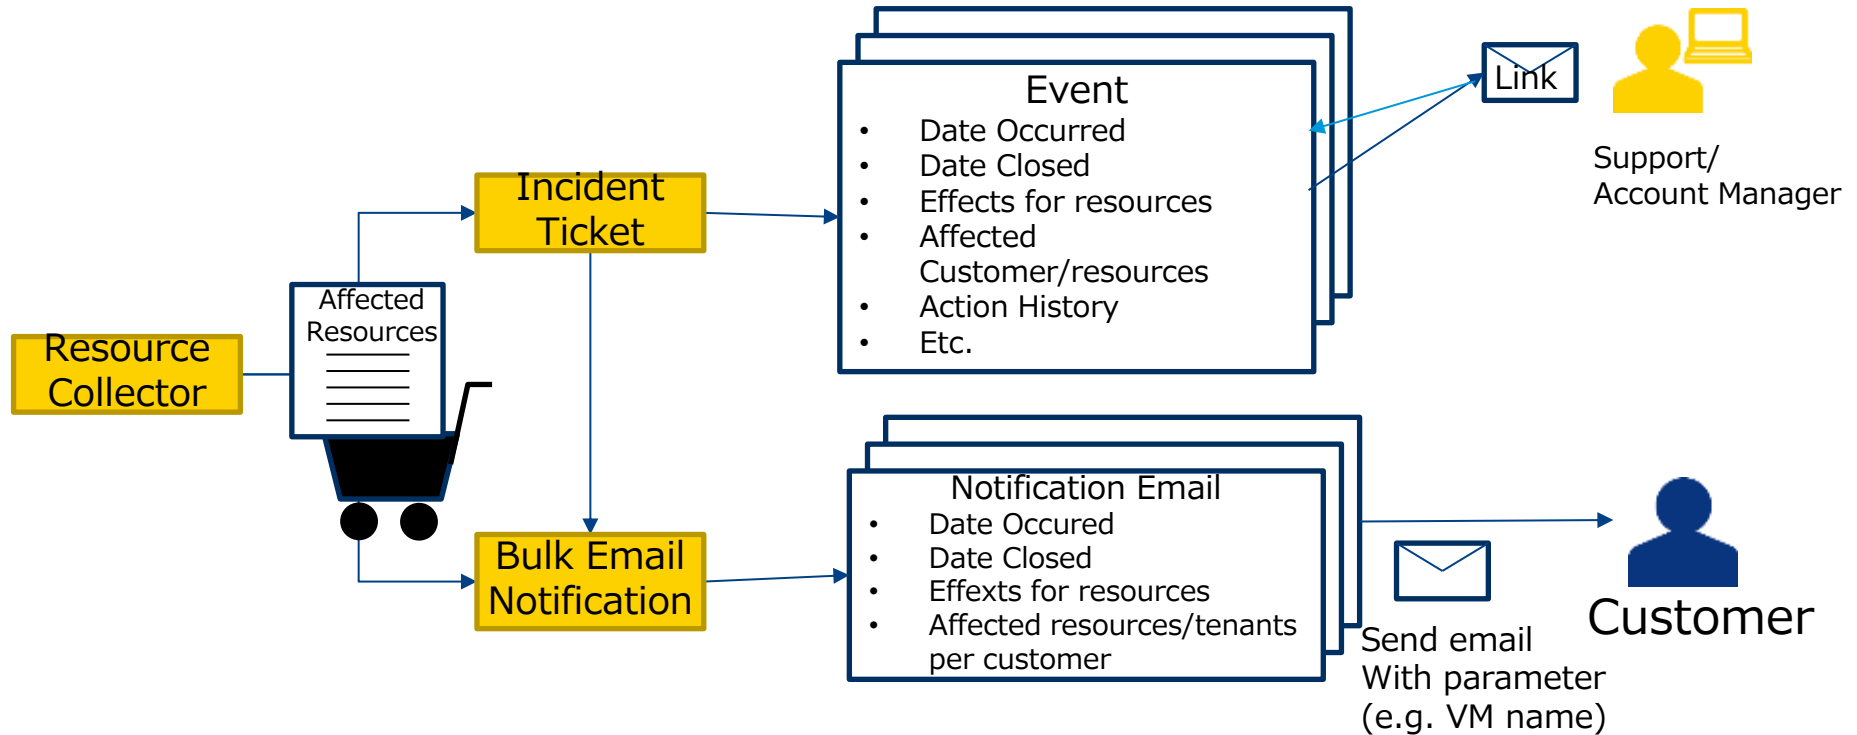 Resource
Collector
Affected
Resources
Incident
Ticket
Bulk Email
Notification
Event
• Date Occurred
• Date Closed
• Effects for resources
• Affected
Customer/resources
• Action History
• Etc.
Link
Support/
Account Manager
Notification Email
• Date Occured
• Date Closed
• Effexts for resources
• Affected resources/tenants
per customer
Send email
With parameter
(e.g. VM name)
Customer